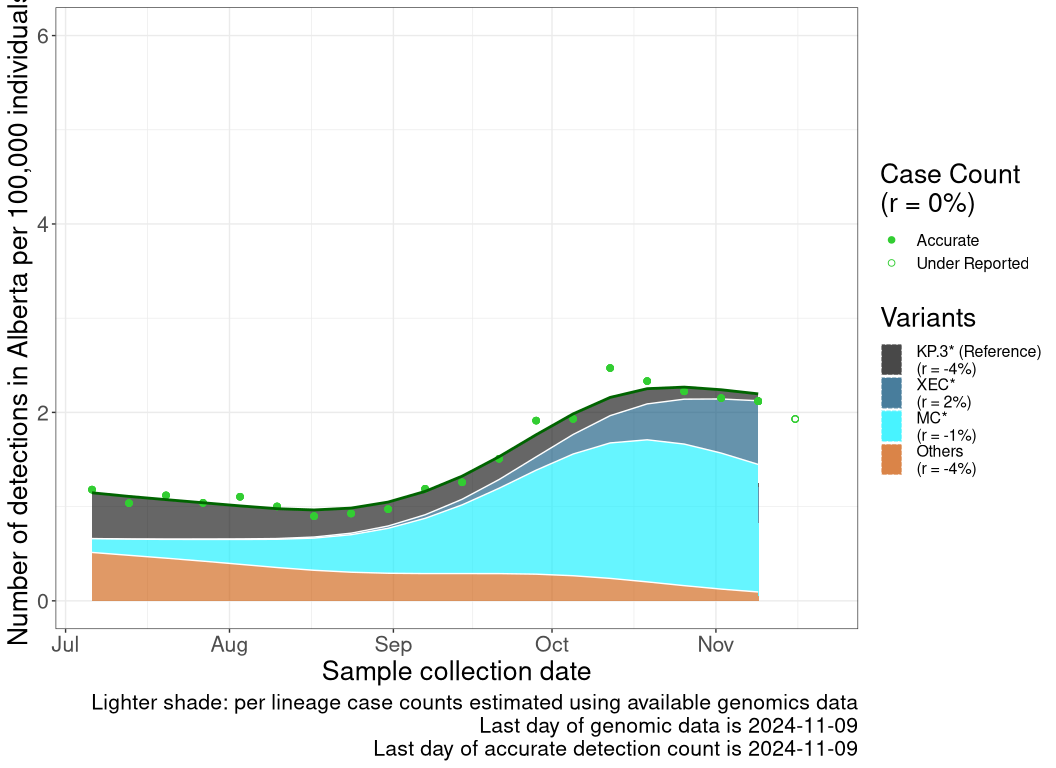 Number of detections in Alberta per 100,000 individuals
6
4
2
0
Jul
Aug
Sep
Oct
Nov
Sample collection date
Lighter shade: per lineage case counts estimated using available genomics data
Last day of genomic data is 2024-11-09
Last day of accurate detection count is 2024-11-09
Case Count
(r = 0%)
Accurate
Under Reported
Variants
KP.3* (Reference)
(r = -4%)
XEC*
(r = 2%)
MC*
(r = -1%)
Others
(r = -4%)